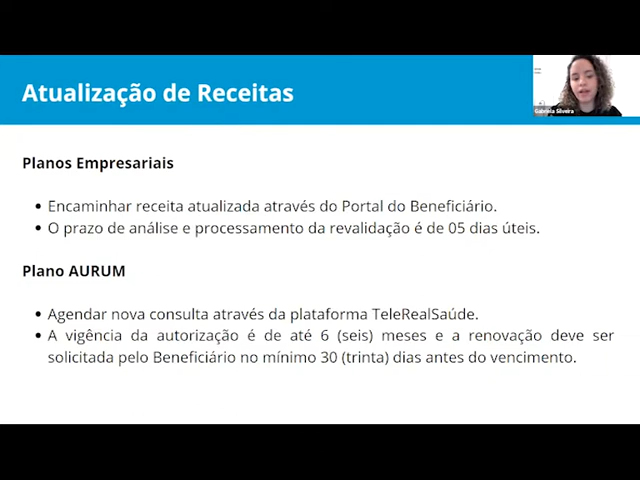 Atualização de Receitas
Gabriela Silveira
Planos Empresariais
• Encaminhar receita atualizada através do Portal do Beneficiário.
• O prazo de análise e processamento da revalidação é de 05 dias úteis.
Plano AURUM
• Agendar nova consulta através da plataforma TeleRealSaúde.
• A vigência da autorização é de até 6 (seis) meses e a renovação deve ser
solicitada pelo Beneficiário no mínimo 30 (trinta) dias antes do vencimento.